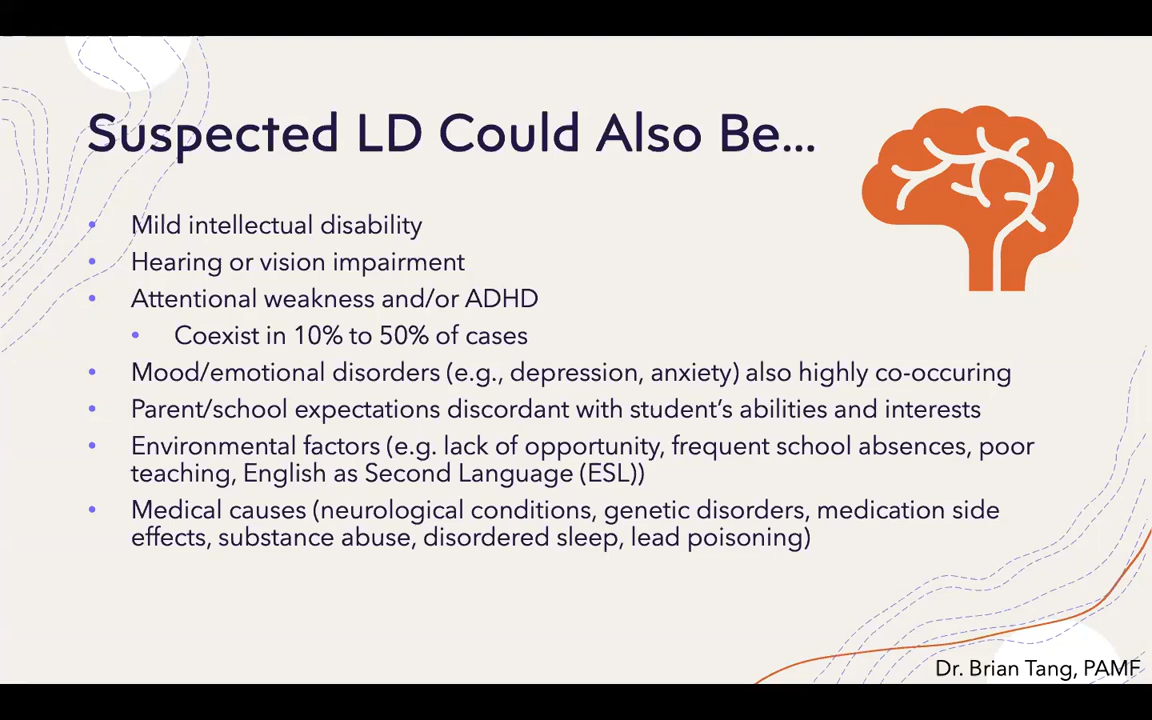 Suspected LD Could Also Be...
• Mild intellectual disability
• Hearing or vision impairment
• Attentional weakness and/or ADHD
• Coexist in 10% to 50% of cases
• Mood/emotional disorders (e.g., depression, anxiety) also highly co-occuring
• Parent/school expectations discordant with student’s abilities and interests
• Environmental factors (e.g. lack of opportunity, frequent school absences, poor
teaching, English as Second Language (ESL))
• Medical causes (neurological conditions, genetic disorders, medication side
effects, substance abuse, disordered sleep, lead poisoning)
Dr. Brian Tang, PAMF